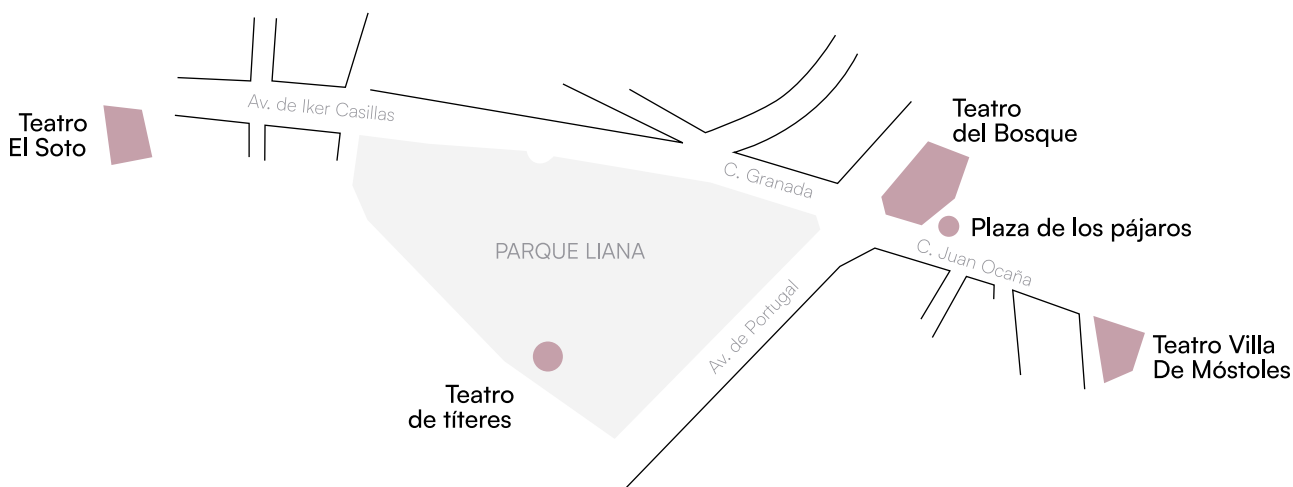 Teatro
El Soto
Av. de Iker Casillas
Teatro
del Bosque
C. Granada
Plaza de los pájaros
PARQUE LIANA
C. Juan Ocaña
Av. de Portugal
Teatro Villa
De Móstoles
Teatro
de títeres